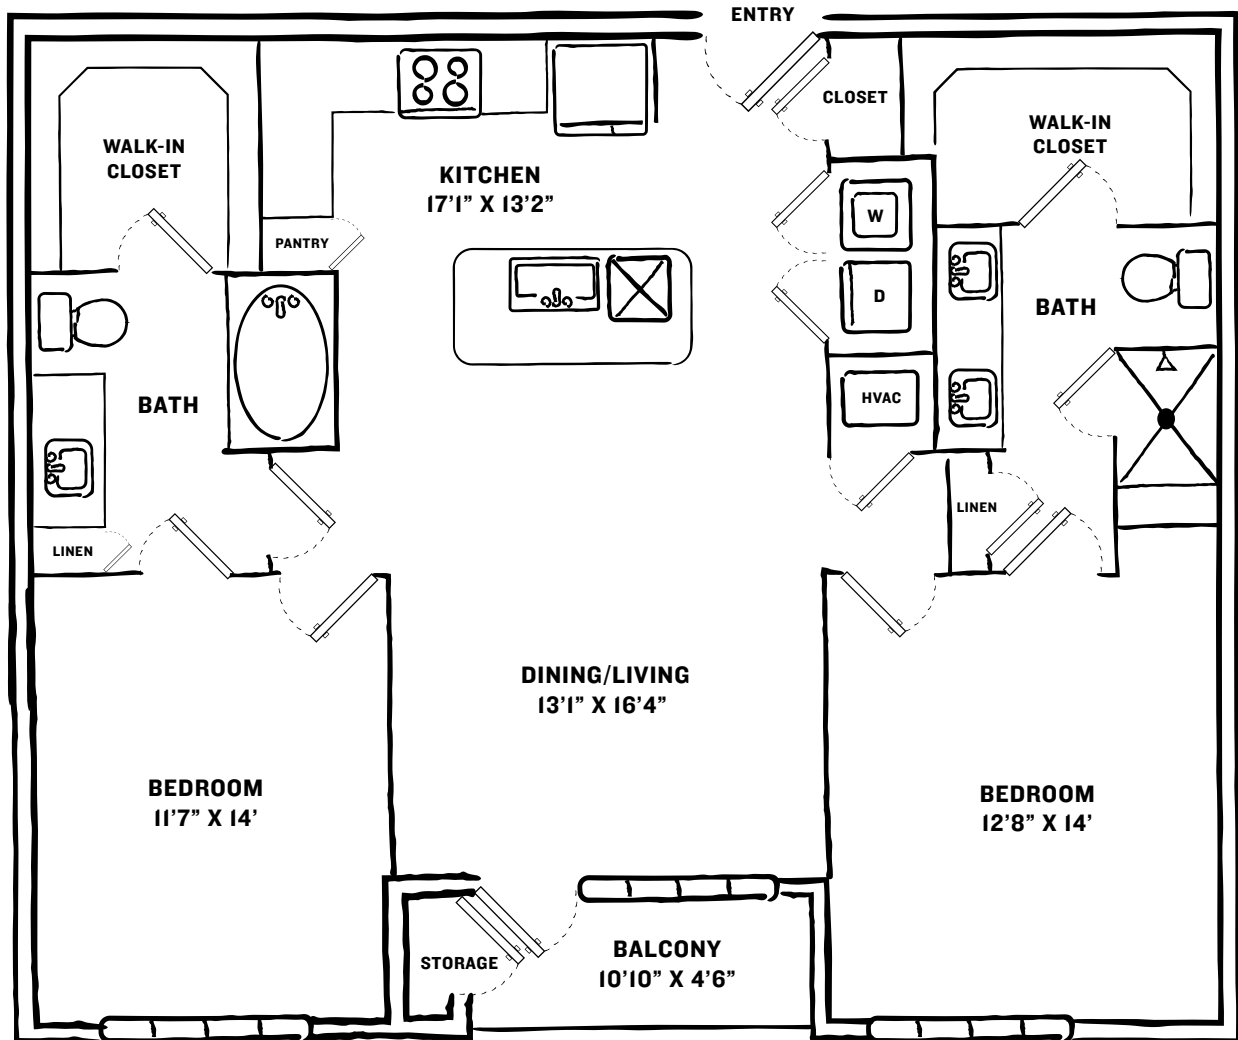 ENTRY
CLOSET
WALK-IN
CLOSET
WALK-IN
CLOSET
KITCHEN
17'1" X 13'2"
PANTRY
W
D
BATH
HVAC
BATH
LINEN
LINEN
DINING/LIVING
13'1" X 16'4"
BEDROOM
11'7" X 14'
BEDROOM
12'8" X 14'
BALCONY
10'10" X 4'6"
STORAGE